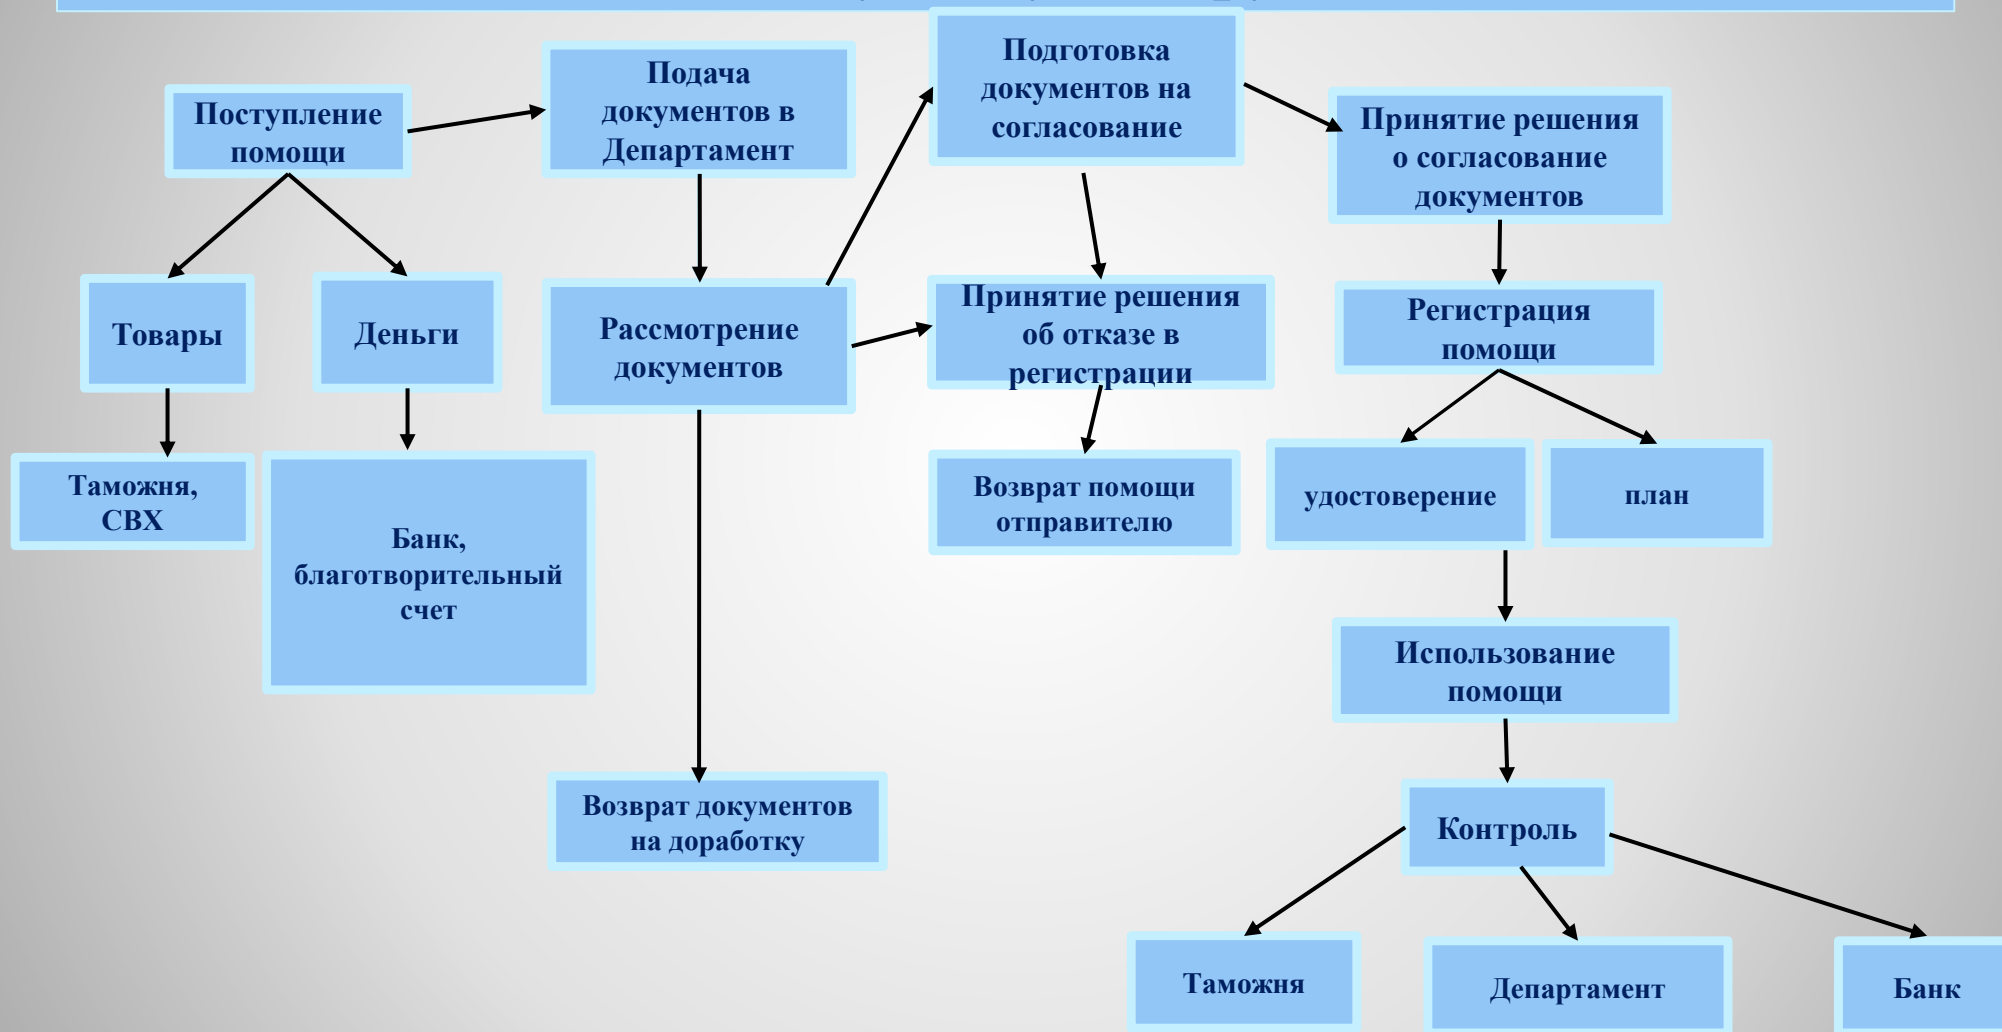 Поступление
помощи
Подача
документов в
Департамент
Подготовка
документов на
согласование
Принятие решения
о согласование
документов
Товары
Деньги
Рассмотрение
документов
Принятие решения
об отказе в
регистрации
Регистрация
помощи
Таможня,
СВХ
Банк,
благотворительный
счет
Возврат помощи
отправителю
удостоверение
план
Использование
помощи
Возврат документов
на доработку
Контроль
Таможня
Департамент
Банк